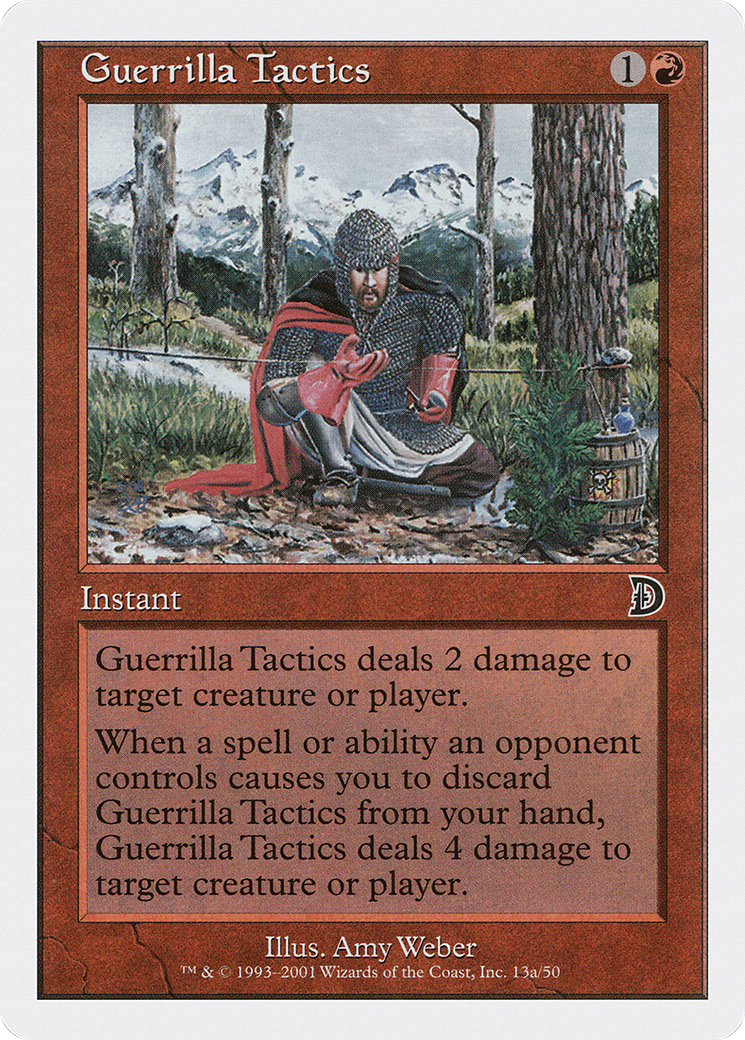 Guerrilla Tactics 1
Instant D
Guerrilla Tactics deals 2 damage to
target creature or player.
When a spell or ability an opponent
controls causes you to discard
Guerrilla Tactics from your hand,
Guerrilla Tactics deals 4 damage to
target creature or player.
Illus. Amy Weber
™ & © 1993–2001 Wizards of the Coast, Inc. 13a/50